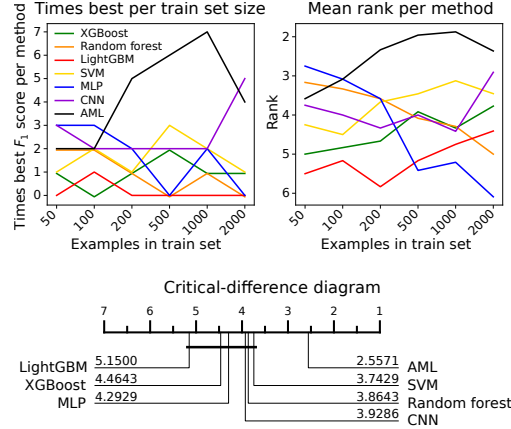 Times best per train set size
Times best F1 score per method
7
6
5
4
3
2
1
0
XGBoost
Random forest
LightGBM
SVM
MLP
CNN
AML
50
100
200
500
1000
2000
Examples in train set
Mean rank per method
Rank
2
3
4
5
6
50
100
200
500
1000
2000
Examples in train set
Critical-difference diagram
7 6 5 4 3 2 1
LightGBM 5.1500 2.5571 AML
XGBoost 4.4643 3.7429 SVM
MLP 4.2929 3.8643 Random forest
3.9286 CNN